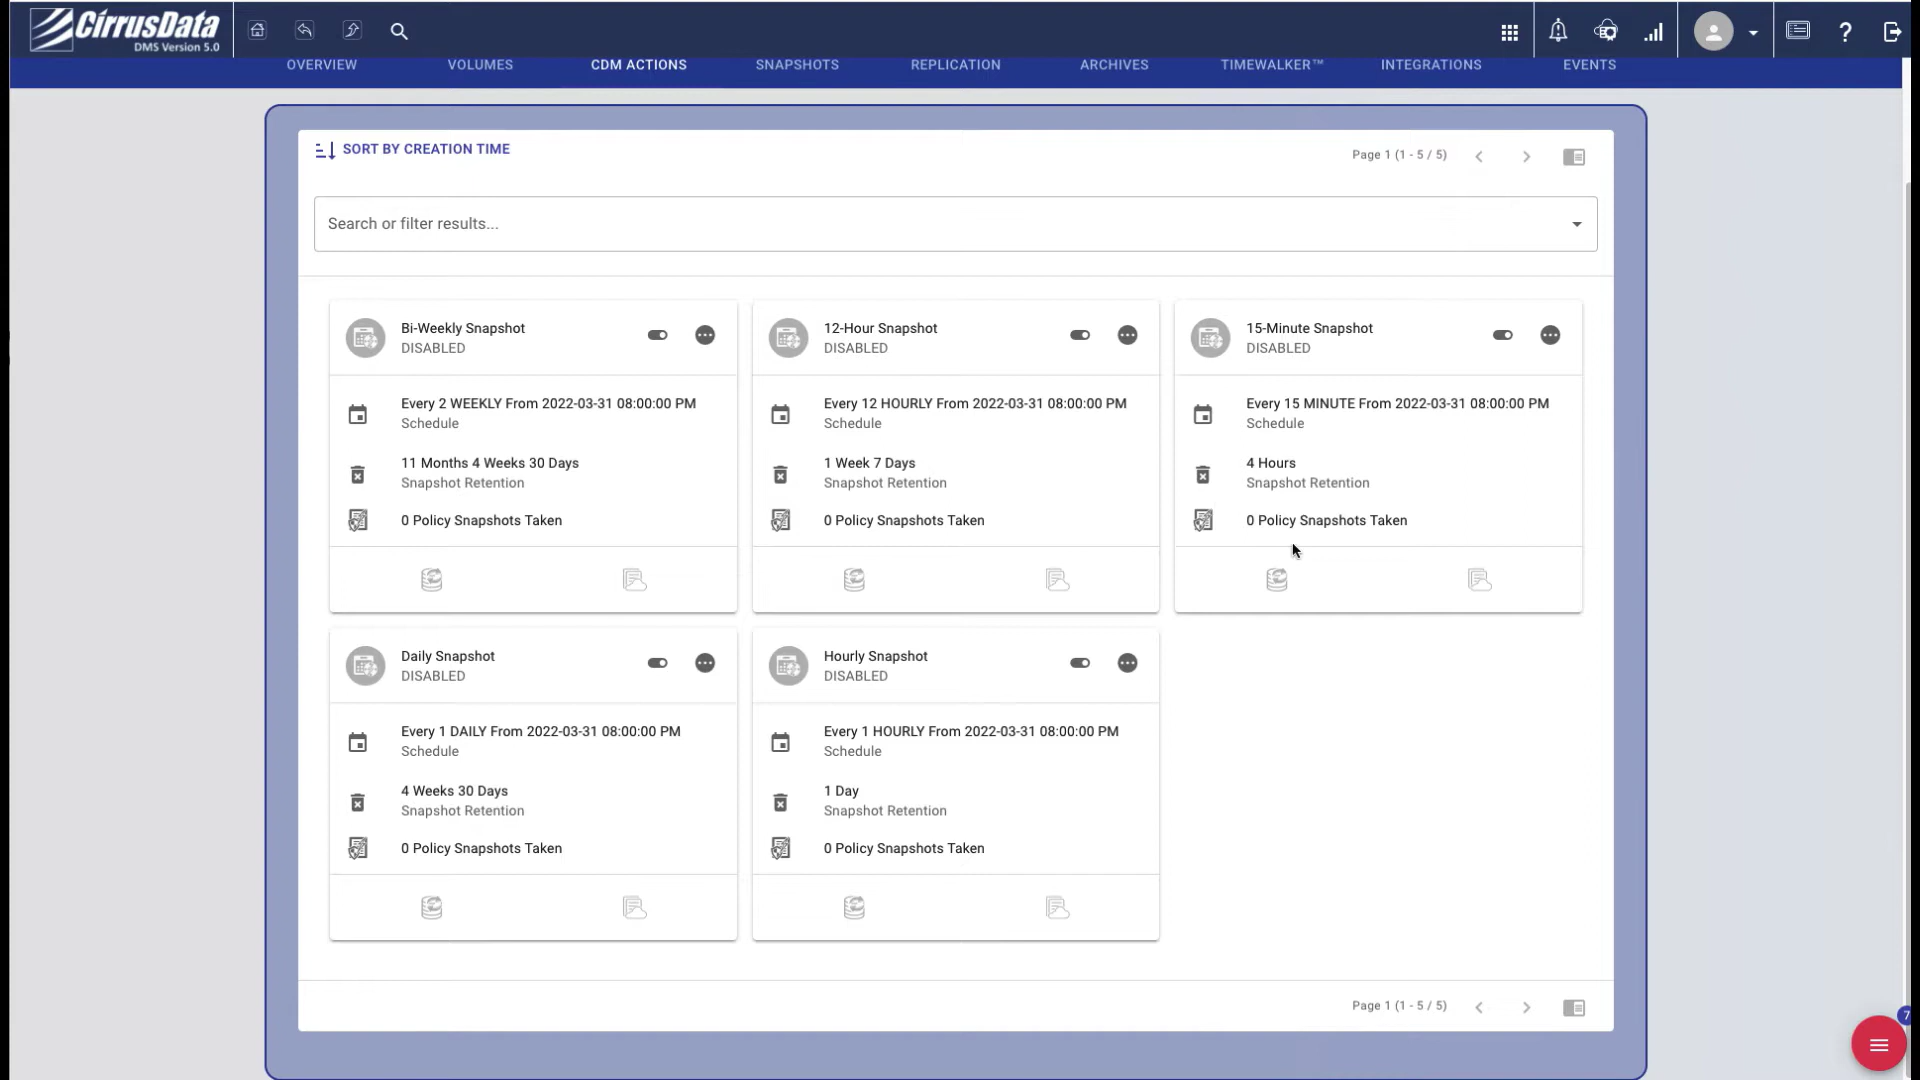 CirrusData
DMS Version 5.0
OVERVIEW
VOLUMES
CDM ACTIONS
SNAPSHOTS
REPLICATION
ARCHIVES
TIMEWALKER™
INTEGRATIONS
EVENTS
SORT BY CREATION TIME
Page 1 (1 - 5 / 5)
Search or filter results...
Bi-Weekly Snapshot
DISABLED
Every 2 WEEKLY From 2022-03-31 08:00:00 PM
Schedule
11 Months 4 Weeks 30 Days
Snapshot Retention
0 Policy Snapshots Taken
12-Hour Snapshot
DISABLED
Every 12 HOURLY From 2022-03-31 08:00:00 PM
Schedule
1 Week 7 Days
Snapshot Retention
0 Policy Snapshots Taken
15-Minute Snapshot
DISABLED
Every 15 MINUTE From 2022-03-31 08:00:00 PM
Schedule
4 Hours
Snapshot Retention
0 Policy Snapshots Taken
Daily Snapshot
DISABLED
Every 1 DAILY From 2022-03-31 08:00:00 PM
Schedule
4 Weeks 30 Days
Snapshot Retention
0 Policy Snapshots Taken
Hourly Snapshot
DISABLED
Every 1 HOURLY From 2022-03-31 08:00:00 PM
Schedule
1 Day
Snapshot Retention
0 Policy Snapshots Taken
Page 1 (1 - 5 / 5)
7